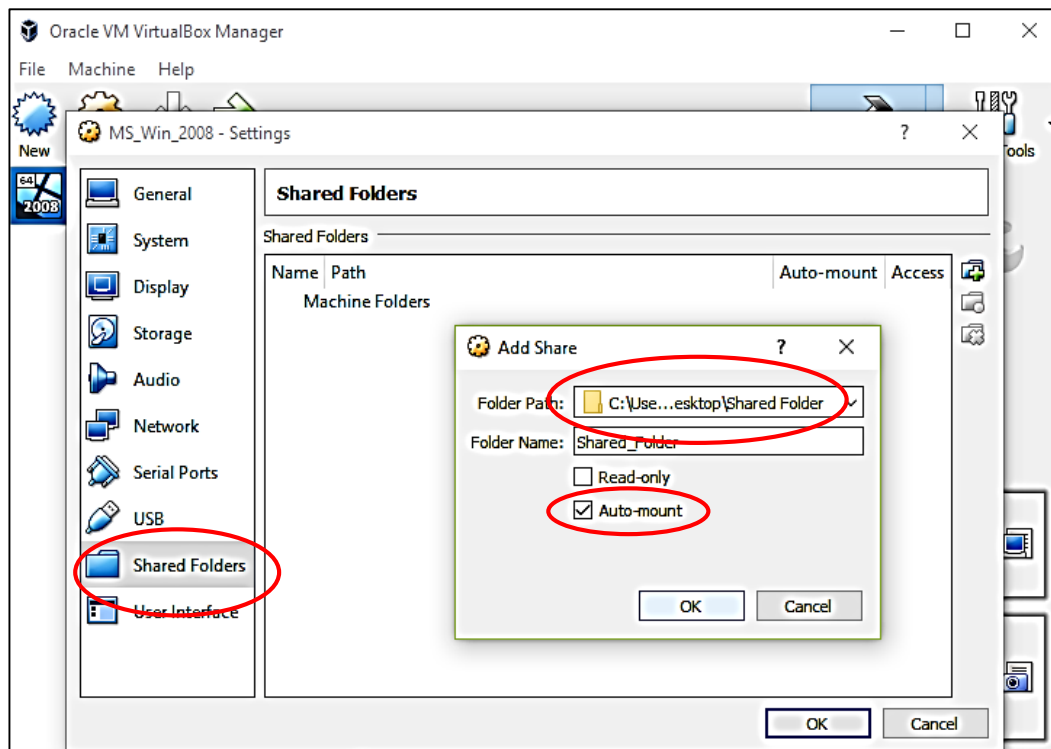 Oracle VM VirtualBox Manager
File Machine Help
New
MS_Win_2008 - Settings ?
Tools
64
2008
General
System
Display
Storage
Audio
Network
Serial Ports
USB
Shared Folders
User Interface
Shared Folders
Shared Folders
Name Path Auto-mount Access
Machine Folders
Add Share ?
Folder Path: C:\Use...esktop\Shared Folder
Folder Name: Shared_Folder
Read-only
Auto-mount
OK Cancel
OK Cancel